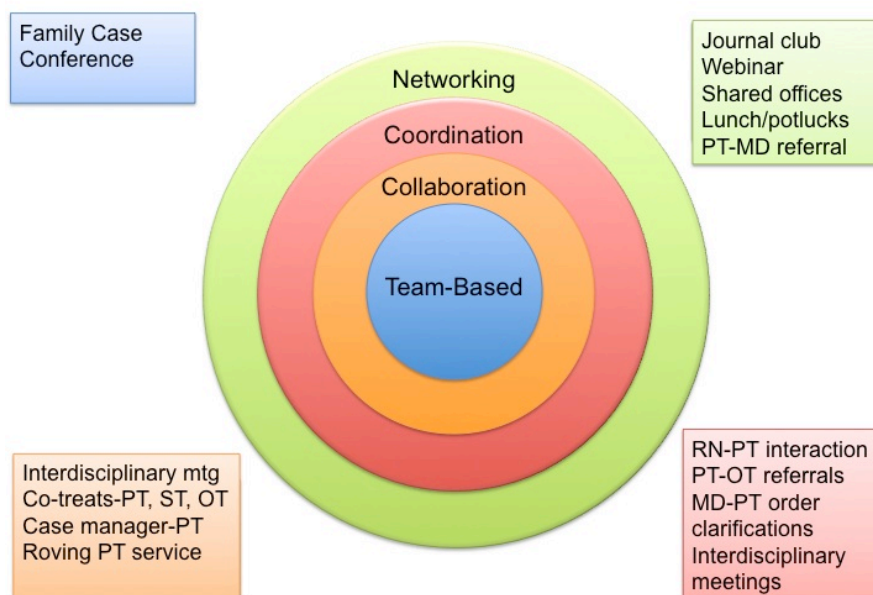 Family Case
Conference
Journal club
Webinar
Shared offices
Lunch/potlucks
PT-MD referral
Networking
Coordination
Collaboration
Team-Based
Interdisciplinary mtg
Co-treats-PT, ST, OT
Case manager-PT
Roving PT service
RN-PT interaction
PT-OT referrals
MD-PT order
clarifications
Interdisciplinary
meetings